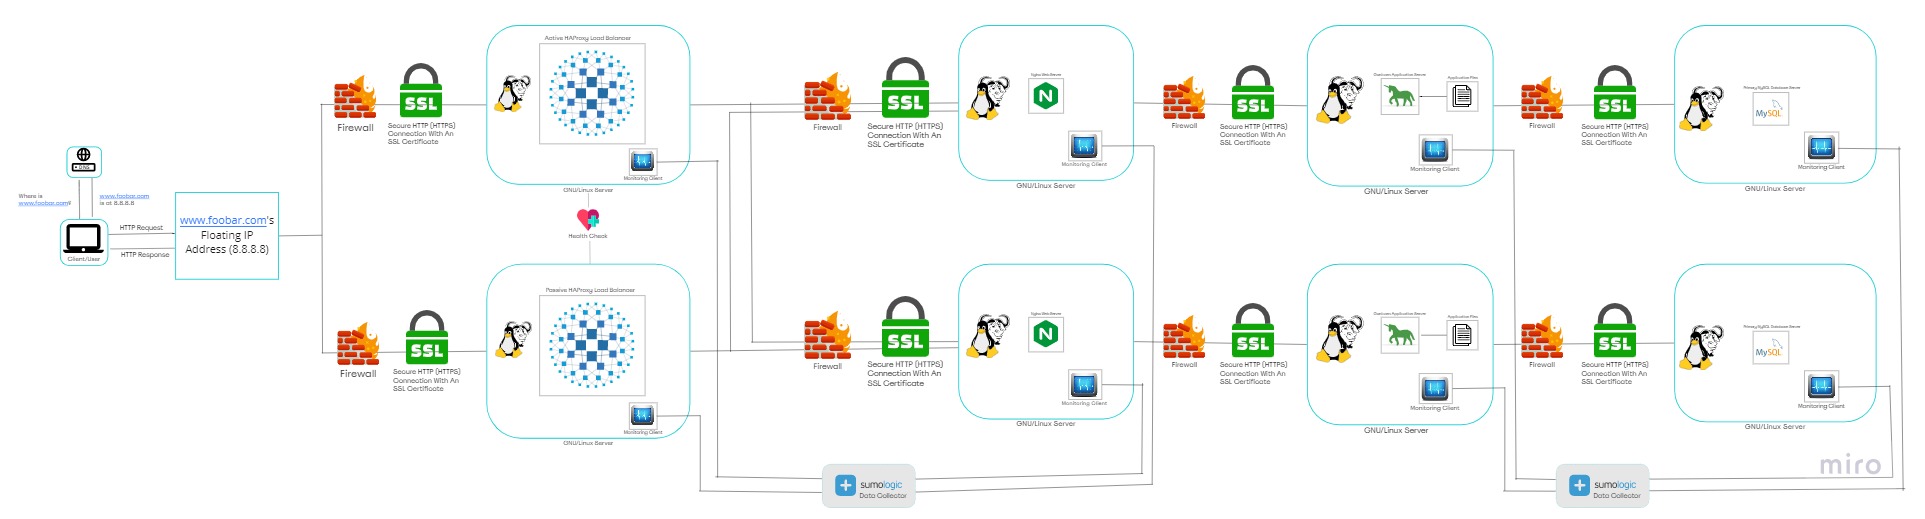 DNS
Where is
www.foobar.com?
www.foobar.com
is at 8.8.8.8
Client/User
HTTP Request
HTTP Response
www.foobar.com's
Floating IP
Address (8.8.8.8)
Firewall
SSL
Secure HTTP (HTTPS)
Connection With An
SSL Certificate
Active HAProxy Load Balancer
Monitoring Client
GNU/Linux Server
Health Check
Firewall
SSL
Secure HTTP (HTTPS)
Connection With An
SSL Certificate
Passive HAProxy Load Balancer
Monitoring Client
GNU/Linux Server
Firewall
SSL
Secure HTTP (HTTPS)
Connection With An
SSL Certificate
Nginx Web Server
N
Monitoring Client
GNU/Linux Server
Firewall
SSL
Secure HTTP (HTTPS)
Connection With An
SSL Certificate
Nginx Web Server
N
Monitoring Client
GNU/Linux Server
sumologic
Data Collector
Firewall
SSL
Secure HTTP (HTTPS)
Connection With An
SSL Certificate
Application Server
Application Files
Monitoring Client
GNU/Linux Server
Firewall
SSL
Secure HTTP (HTTPS)
Connection With An
SSL Certificate
Application Server
Application Files
Monitoring Client
GNU/Linux Server
Firewall
SSL
Secure HTTP (HTTPS)
Connection With An
SSL Certificate
Primary MySQL Database Server
MySQL
Monitoring Client
GNU/Linux Server
Firewall
SSL
Secure HTTP (HTTPS)
Connection With An
SSL Certificate
Primary MySQL Database Server
MySQL
Monitoring Client
GNU/Linux Server
sumologic
Data Collector
miro